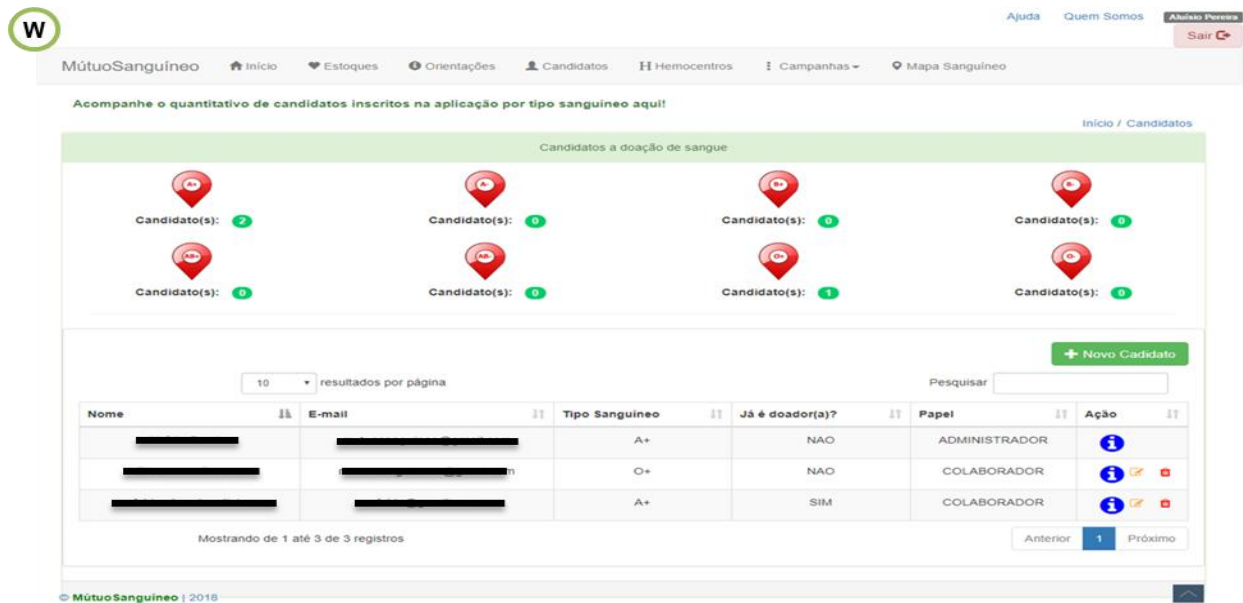 W
Ajuda Quem Somos Aluísio Pereira
Sair
MútuoSanguíneo Início Estoques Orientações Candidatos H Hemocentros Campanhas Mapa Sanguíneo
Acompanhe o quantitativo de candidatos inscritos na aplicação por tipo sanguíneo aqui!
Início / Candidatos
Candidatos a doação de sangue
A+ A- B+ B-
Candidato(s): 2 Candidato(s): 0 Candidato(s): 0 Candidato(s): 0
AB+ AB- O+ O-
Candidato(s): 0 Candidato(s): 0 Candidato(s): 1 Candidato(s): 0
+ Novo Cadidato
10 resultados por página Pesquisar
Nome E-mail Tipo Sanguíneo Já é doador(a)? Papel Ação
A+ NAO ADMINISTRADOR
O+ NAO COLABORADOR
A+ SIM COLABORADOR
Mostrando de 1 até 3 de 3 registros Anterior 1 Próximo
© MútuoSanguíneo | 2018